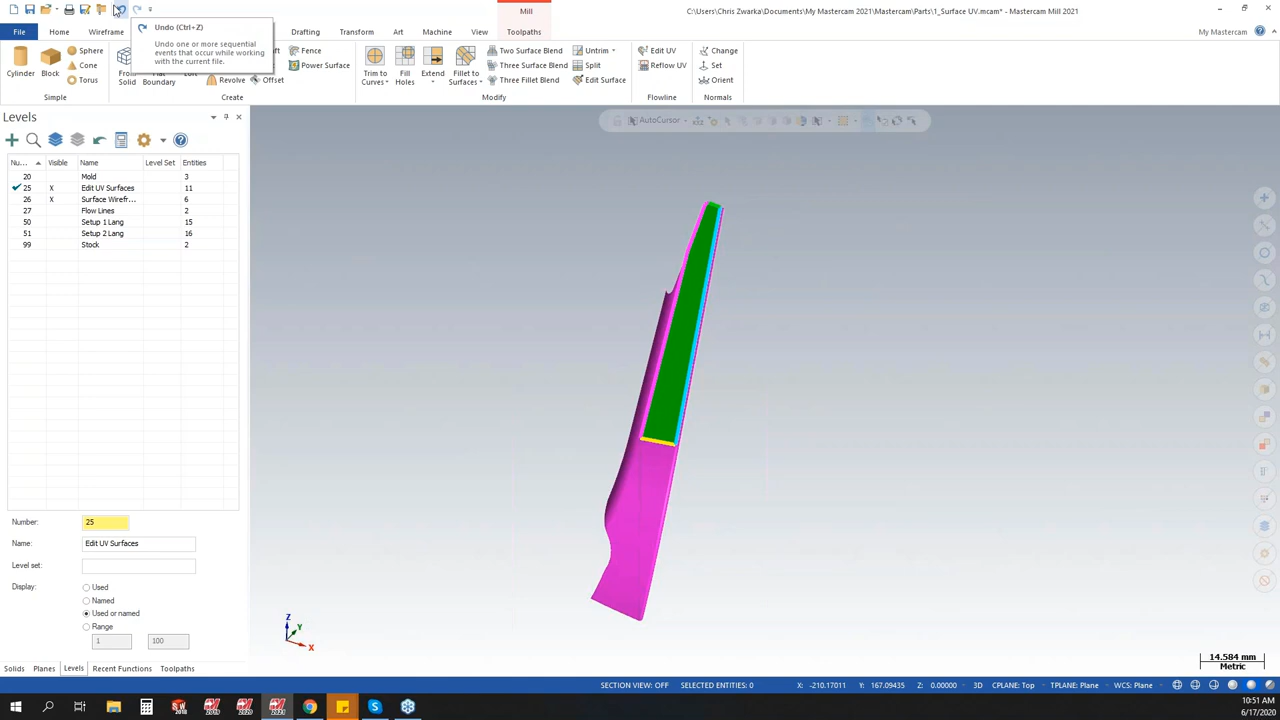 C:\Users\Chris Zwarka\Documents\My Mastercam 2021\Mastercam\Parts\1_Surface UV.mcam* - Mastercam Mill 2021
Mill
File Home Wireframe Drafting Transform Art Machine View Toolpaths My Mastercam
Undo (Ctrl+Z)
Undo one or more sequential
events that occur while working
with the current file.
Cylinder Block Sphere Cone Torus
Simple
From
Solid
Boundary
Revolve Offset
Fence
Power Surface
Create
Trim to
Curves
Fill
Holes
Extend
Fillet to
Surfaces
Two Surface Blend
Three Surface Blend
Three Fillet Blend
Untrim
Split
Edit Surface
Modify
Edit UV
Reflow UV
Flowline
Change
Set
Orient
Normals
Levels
AutoCursor
Nu... Visible Name Level Set Entities
20 Mold 3
25 X Edit UV Surfaces 11
26 X Surface Wirefr... 6
27 Flow Lines 2
50 Setup 1 Lang 15
51 Setup 2 Lang 16
99 Stock 2
Number: 25
Name: Edit UV Surfaces
Level set:
Display: Used
Named
Used or named
Range
1 100
Z
Y
X
14.584 mm
Metric
Solids Planes Levels Recent Functions Toolpaths
SECTION VIEW: OFF SELECTED ENTITIES: 0 X: -210.17011 Y: 167.09435 Z: 0.00000 3D CPLANE: Top TPLANE: Plane WCS: Plane
10:51 AM
6/17/2020